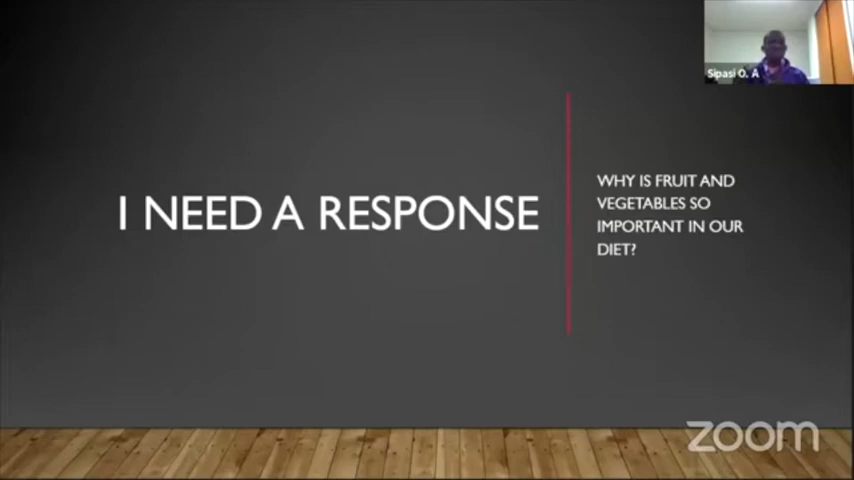 Sipasi O. A
I NEED A RESPONSE
WHY IS FRUIT AND
VEGETABLES SO
IMPORTANT IN OUR
DIET?
zoom